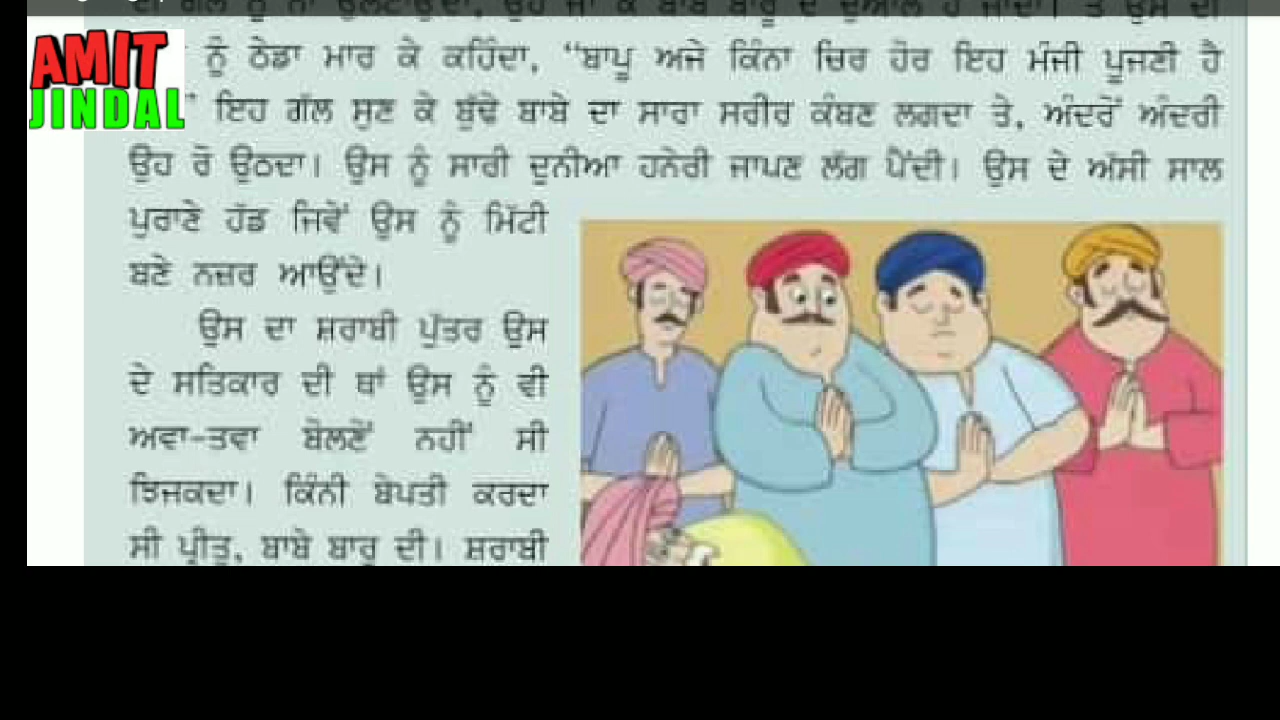 AMIT
JINDAL
ਨੂੰ ਠੇਡਾ ਮਾਰ ਕੇ ਕਹਿੰਦਾ, “ਬਾਪੂ ਅਜੇ ਕਿੰਨਾ ਚਿਰ ਹੋਰ ਇਹ ਮੰਜੀ ਪੂਜਣੀ ਹੈ
ਇਹ ਗੱਲ ਸੁਣ ਕੇ ਬੁੱਢੇ ਬਾਬੇ ਦਾ ਸਾਰਾ ਸਰੀਰ ਕੰਬਣ ਲਗਦਾ ਤੇ, ਅੰਦਰੋਂ ਅੰਦਰੀ
ਉਹ ਰੋ ਉਠਦਾ। ਉਸ ਨੂੰ ਸਾਰੀ ਦੁਨੀਆ ਹਨੇਰੀ ਜਾਪਣ ਲੱਗ ਪੈਂਦੀ। ਉਸ ਦੇ ਅੱਸੀ ਸਾਲ
ਪੁਰਾਣੇ ਹੱਡ ਜਿਵੇਂ ਉਸ ਨੂੰ ਮਿੱਟੀ
ਬਣੇ ਨਜ਼ਰ ਆਉਂਦੇ।
ਉਸ ਦਾ ਸ਼ਰਾਬੀ ਪੁੱਤਰ ਉਸ
ਦੇ ਸਤਿਕਾਰ ਦੀ ਥਾਂ ਉਸ ਨੂੰ ਵੀ
ਅਵਾ-ਤਵਾ ਬੋਲਣੋਂ ਨਹੀਂ ਸੀ
ਝਿਜਕਦਾ। ਕਿੰਨੀ ਬੇਪਤੀ ਕਰਦਾ
ਸੀ ਪ੍ਰੀਤੂ, ਬਾਬੇ ਬਾਰੂ ਦੀ। ਸ਼ਰਾਬੀ